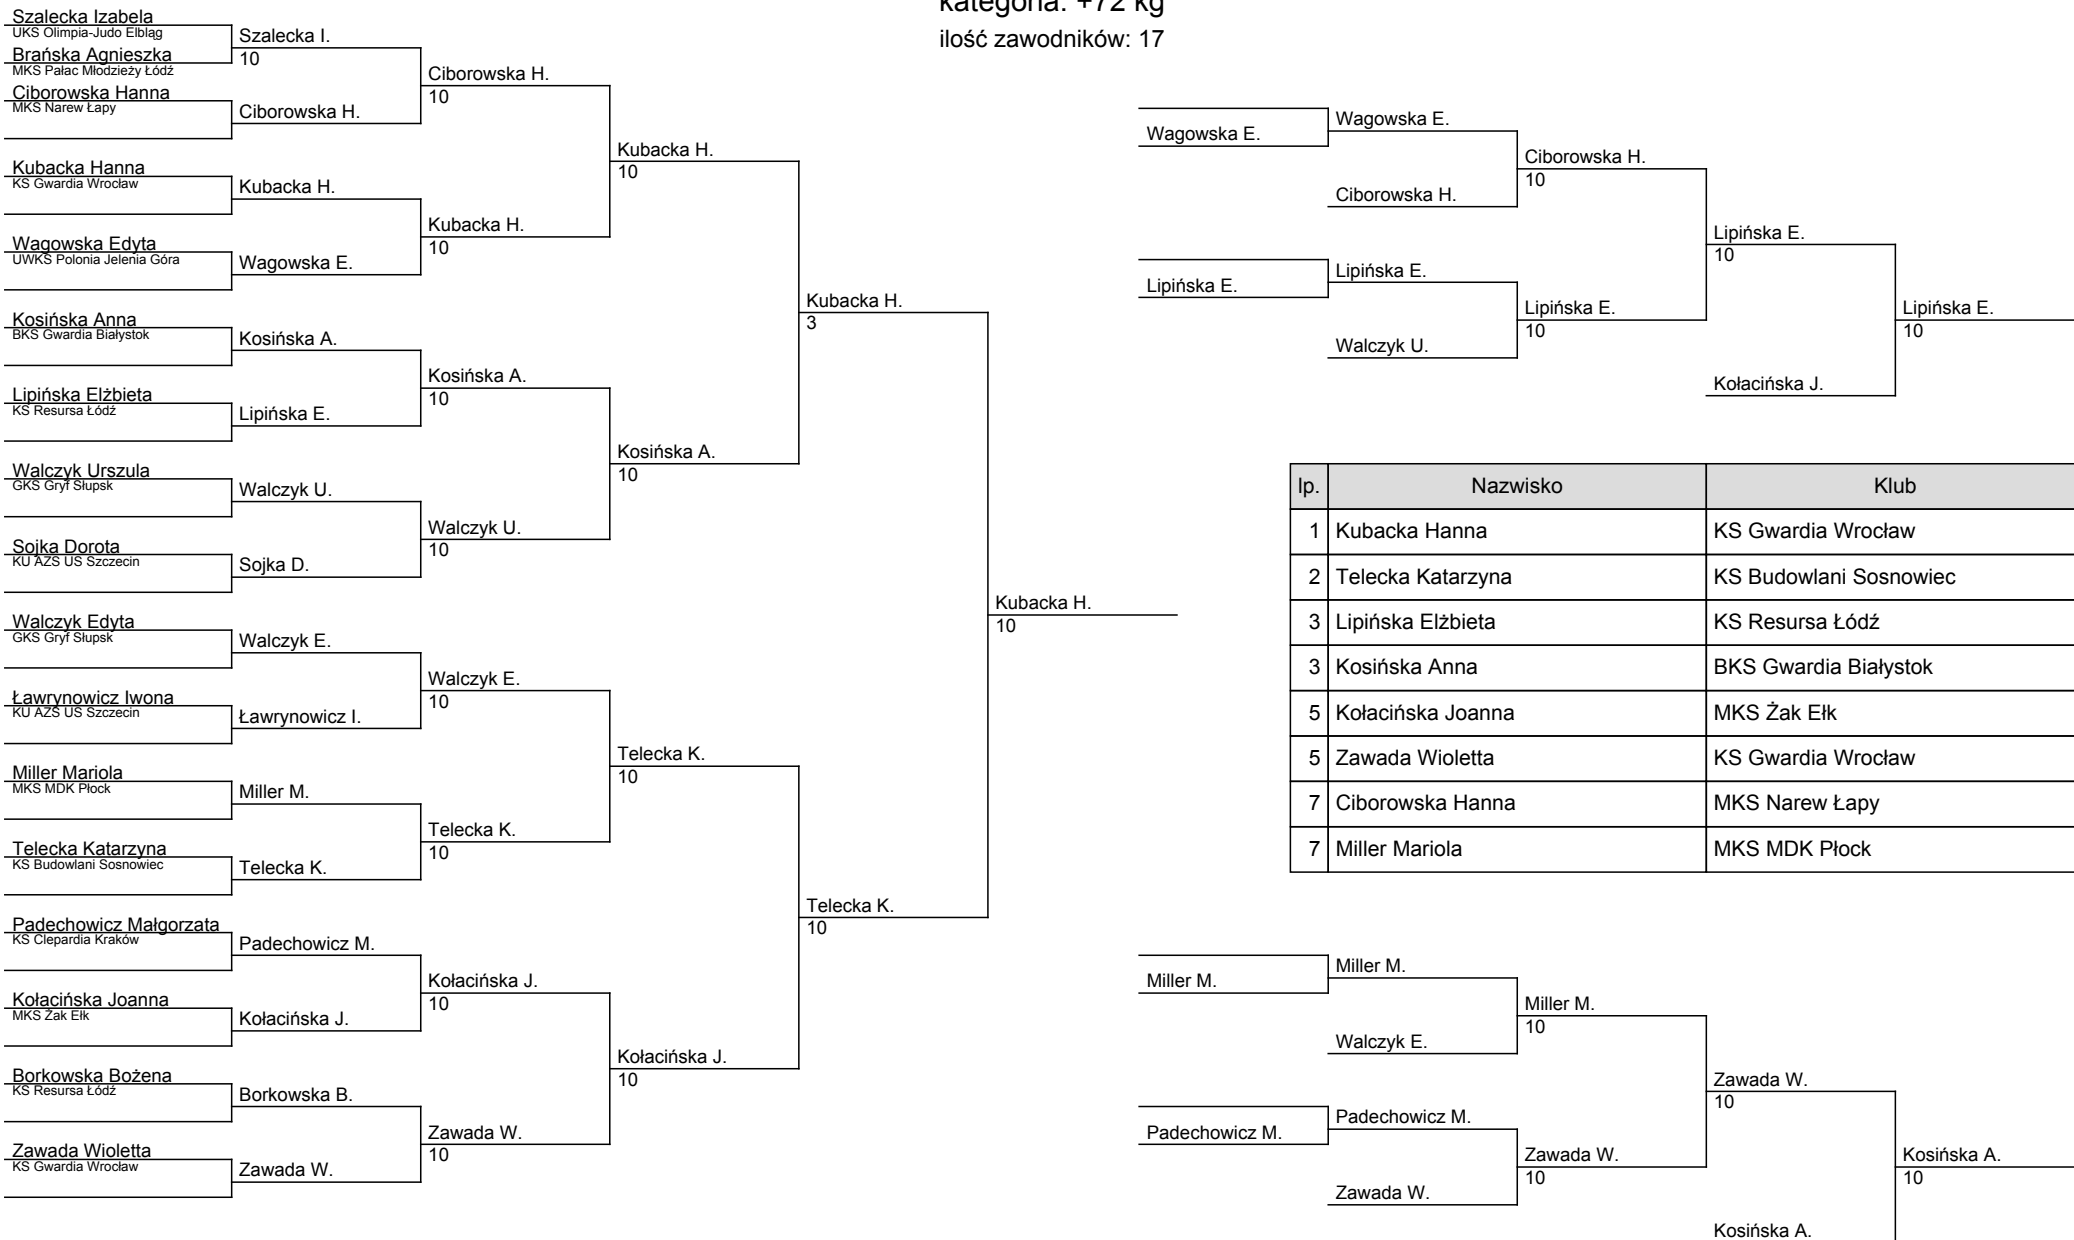 kategoria: +72 kg
ilość zawodników: 17
Szalecka Izabela
UKS Olimpia-Judo Elbląg
Brańska Agnieszka
MKS Pałac Młodzieży Łódź
Ciborowska Hanna
MKS Narew Łapy
Kubacka Hanna
KS Gwardia Wrocław
Wagowska Edyta
UWKS Polonia Jelenia Góra
Kosińska Anna
BKS Gwardia Białystok
Lipińska Elżbieta
KS Resursa Łódź
Walczyk Urszula
GKS Gryf Słupsk
Sojka Dorota
KU AZS US Szczecin
Walczyk Edyta
GKS Gryf Słupsk
Ławrynowicz Iwona
KU AZS US Szczecin
Miller Mariola
MKS MDK Płock
Telecka Katarzyna
KS Budowlani Sosnowiec
Padechowicz Małgorzata
KS Clepardia Kraków
Kołacińska Joanna
MKS Żak Ełk
Borkowska Bożena
KS Resursa Łódź
Zawada Wioletta
KS Gwardia Wrocław
Szalecka I.
10
Ciborowska H.
Kubacka H.
Wagowska E.
Kosińska A.
Lipińska E.
Walczyk U.
Sojka D.
Walczyk E.
Ławrynowicz I.
Miller M.
Telecka K.
Padechowicz M.
Kołacińska J.
Borkowska B.
Zawada W.
Ciborowska H.
10
Kubacka H.
10
Kosińska A.
10
Walczyk U.
10
Walczyk E.
10
Telecka K.
10
Kołacińska J.
10
Zawada W.
10
Kubacka H.
10
Kosińska A.
10
Telecka K.
10
Kołacińska J.
10
Kubacka H.
3
Telecka K.
10
Kubacka H.
10
Wagowska E.
Lipińska E.
Wagowska E.
Ciborowska H.
Lipińska E.
Walczyk U.
Ciborowska H.
10
Lipińska E.
10
Lipińska E.
10
Kołacińska J.
Lipińska E.
10
lp. Nazwisko Klub
1 Kubacka Hanna KS Gwardia Wrocław
2 Telecka Katarzyna KS Budowlani Sosnowiec
3 Lipińska Elżbieta KS Resursa Łódź
3 Kosińska Anna BKS Gwardia Białystok
5 Kołacińska Joanna MKS Żak Ełk
5 Zawada Wioletta KS Gwardia Wrocław
7 Ciborowska Hanna MKS Narew Łapy
7 Miller Mariola MKS MDK Płock
Miller M.
Padechowicz M.
Miller M.
Walczyk E.
Padechowicz M.
Zawada W.
Miller M.
10
Zawada W.
10
Zawada W.
10
Kosińska A.
Kosińska A.
10